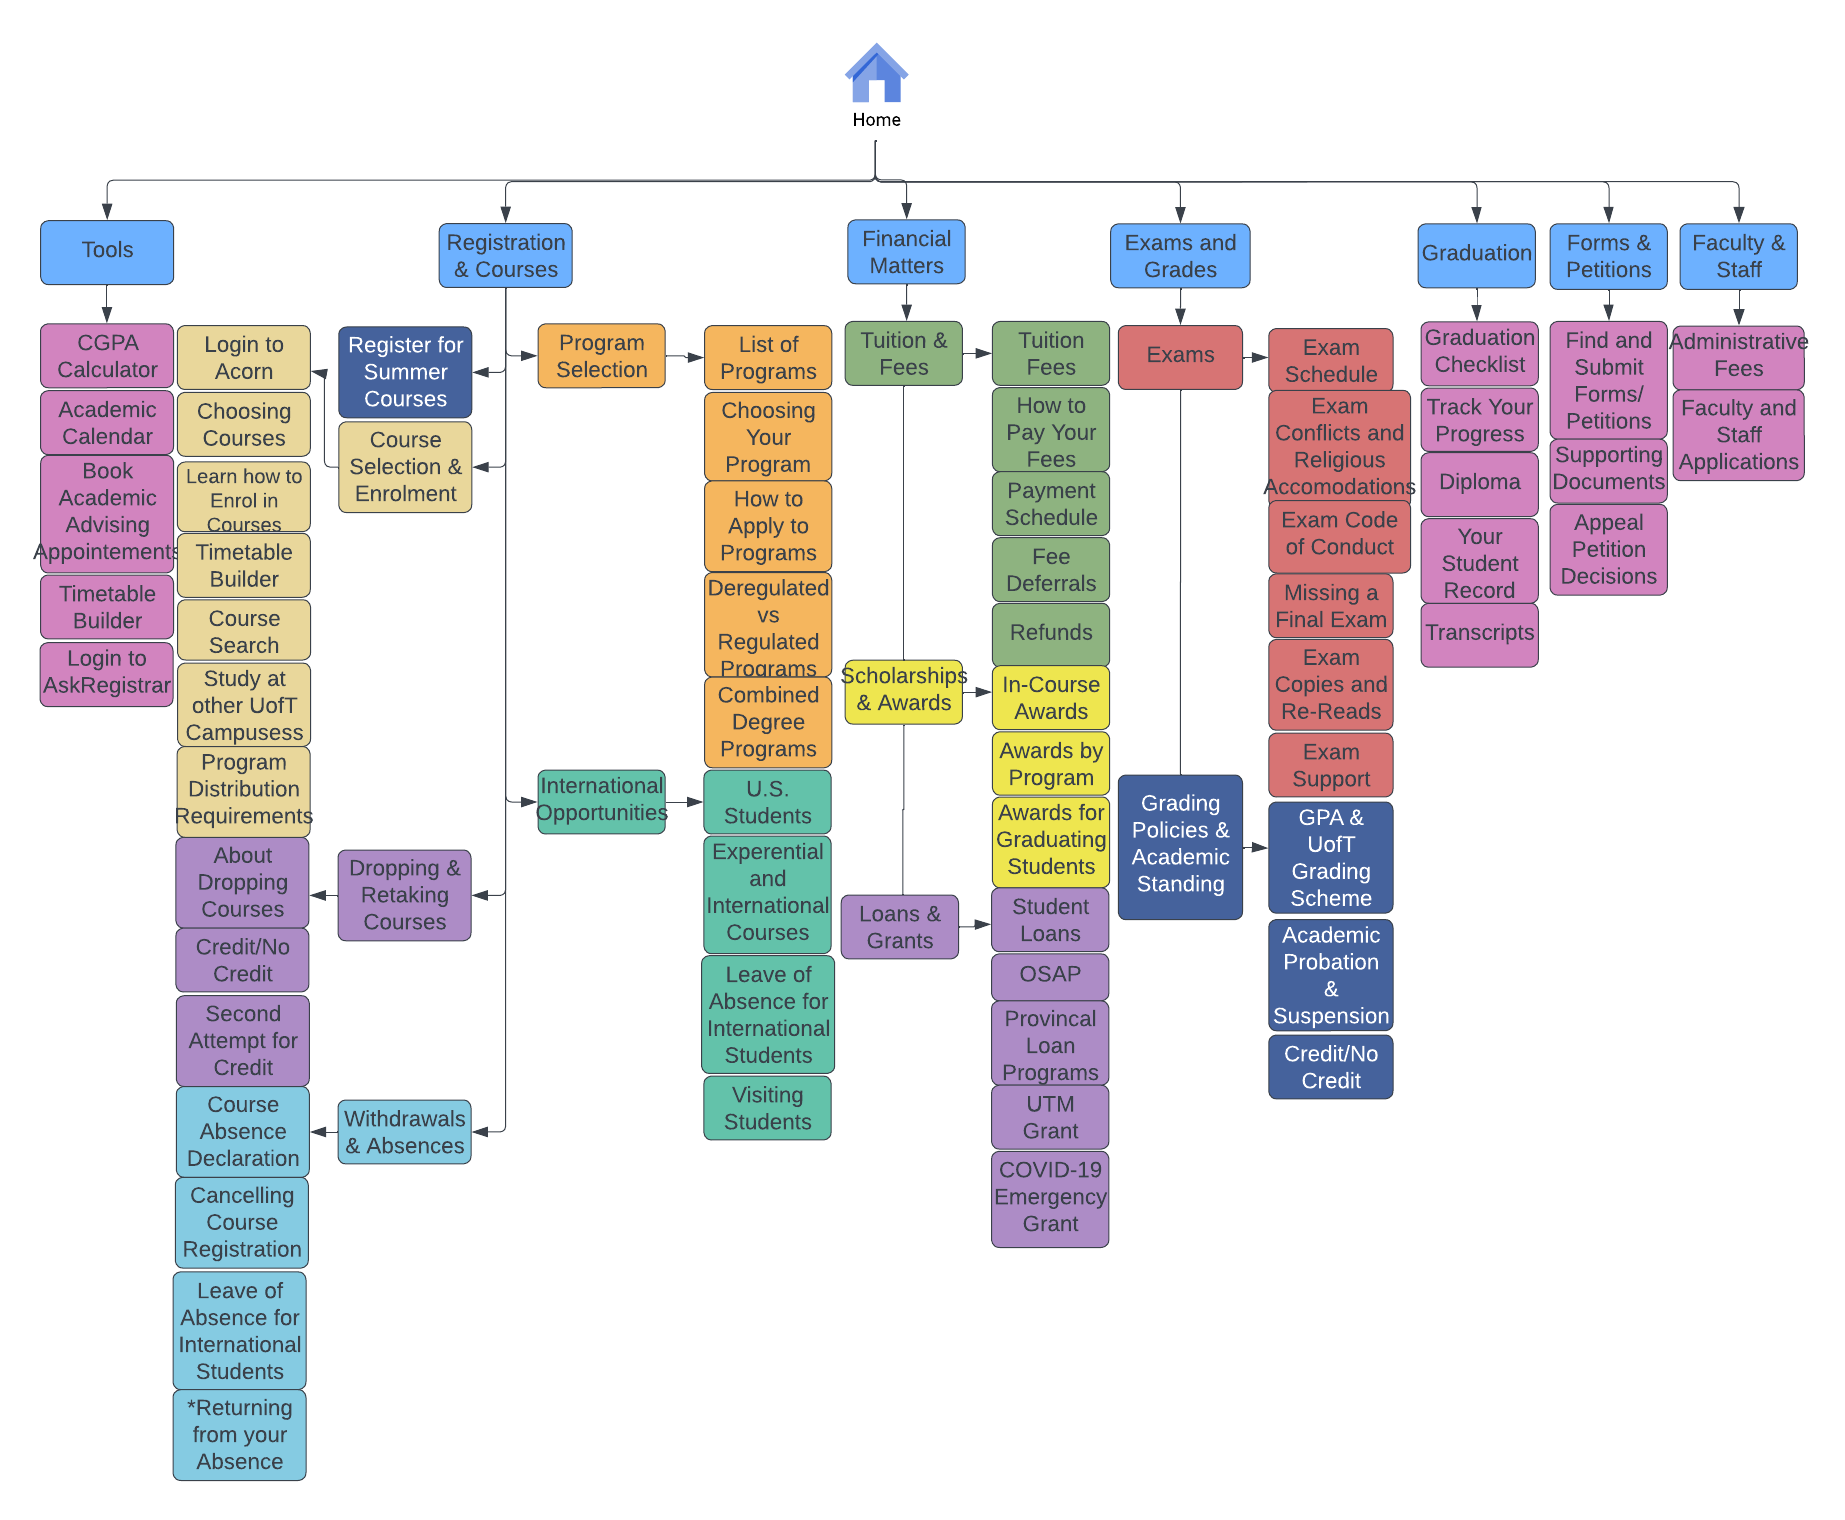 Home
Tools
Registration
& Courses
Financial
Matters
Exams and
Grades
Graduation
Forms &
Petitions
Faculty &
Staff
CGPA
Calculator
Academic
Calendar
Book
Academic
Advising
Appointements
Timetable
Builder
Login to
AskRegistrar
Login to
Acorn
Choosing
Courses
Learn how to
Enrol in
Courses
Timetable
Builder
Course
Search
Study at
other UofT
Campusess
Program
Distribution
Requirements
About
Dropping
Courses
Credit/No
Credit
Second
Attempt for
Credit
Course
Absence
Declaration
Cancelling
Course
Registration
Leave of
Absence for
International
Students
*Returning
from your
Absence
Register for
Summer
Courses
Course
Selection &
Enrolment
Dropping &
Retaking
Courses
Withdrawals
& Absences
Program
Selection
International
Opportunities
List of
Programs
Choosing
Your
Program
How to
Apply to
Programs
Deregulated
vs
Regulated
Programs
Combined
Degree
Programs
U.S.
Students
Experential
and
International
Courses
Leave of
Absence for
International
Students
Visiting
Students
Tuition &
Fees
Scholarships
& Awards
Loans &
Grants
Tuition
Fees
How to
Pay Your
Fees
Payment
Schedule
Fee
Deferrals
Refunds
In-Course
Awards
Awards by
Program
Awards for
Graduating
Students
Student
Loans
OSAP
Provincal
Loan
Programs
UTM
Grant
COVID-19
Emergency
Grant
Exams
Grading
Policies &
Academic
Standing
Exam
Schedule
Exam
Conflicts and
Religious
Accomodations
Exam Code
of Conduct
Missing a
Final Exam
Exam
Copies and
Re-Reads
Exam
Support
GPA &
UofT
Grading
Scheme
Academic
Probation
&
Suspension
Credit/No
Credit
Graduation
Checklist
Track Your
Progress
Diploma
Your
Student
Record
Transcripts
Find and
Submit
Forms/
Petitions
Supporting
Documents
Appeal
Petition
Decisions
Administrative
Fees
Faculty and
Staff
Applications